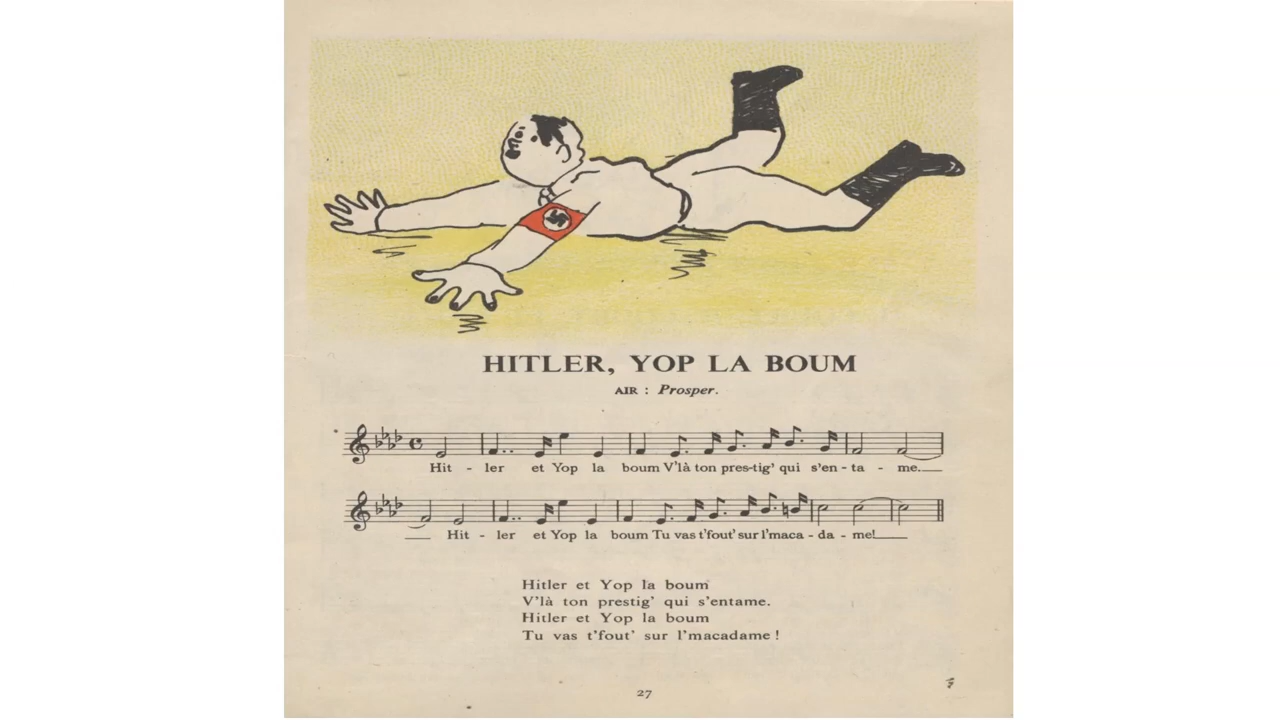 HITLER, YOP LA BOUM
AIR : Prosper.
Hit - ler et Yop la boum V'là ton pres-tig' qui s'en - ta - me.
Hit - ler et Yop la boum Tu vas t'fout' sur l'maca - da - me!
Hitler et Yop la boum
V'là ton prestig' qui s'entame.
Hitler et Yop la boum
Tu vas t'fout' sur l'macadame !
27